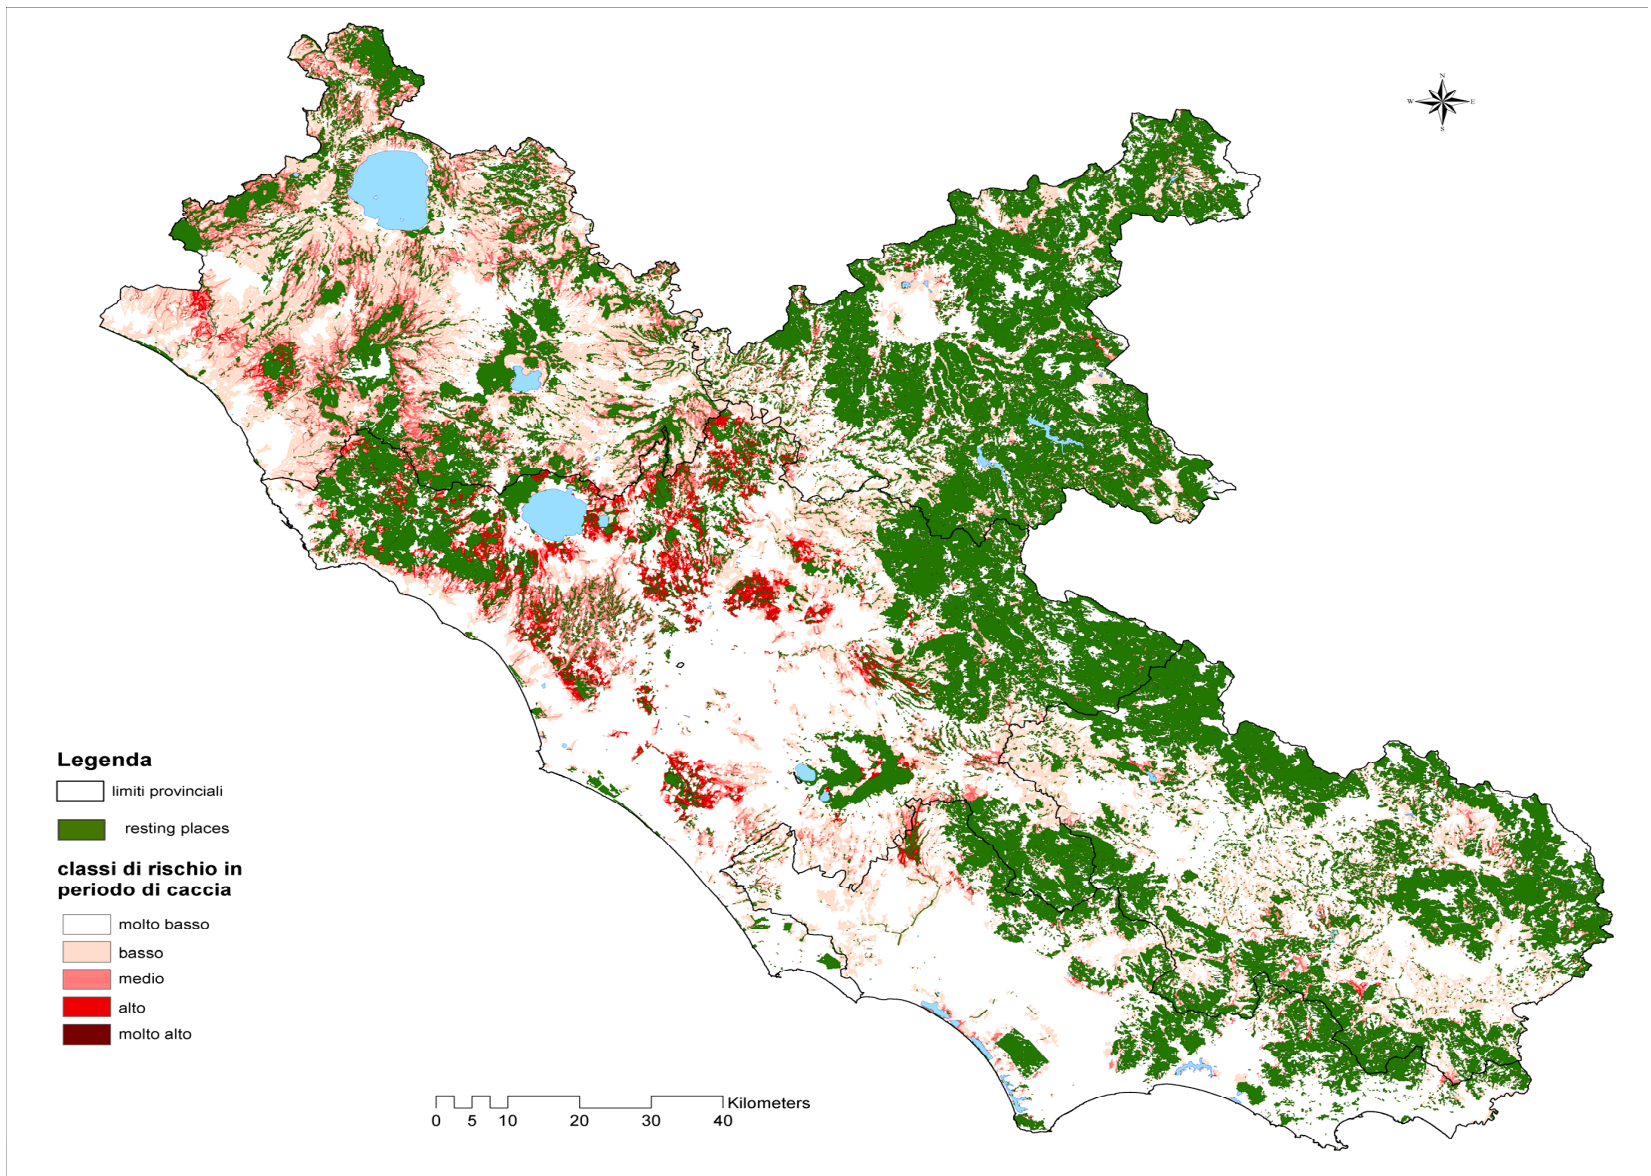 N
W E
S
Legenda
limiti provinciali
resting places
classi di rischio in
periodo di caccia
molto basso
basso
medio
alto
molto alto
Kilometers
0 5 10 20 30 40